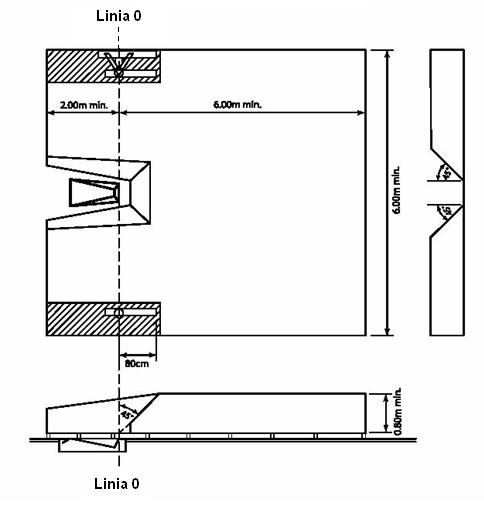 Linia 0
2.00m min.
6.00m min.
6.00m min.
45°
45°
80cm
45°
0.80m min.
Linia 0